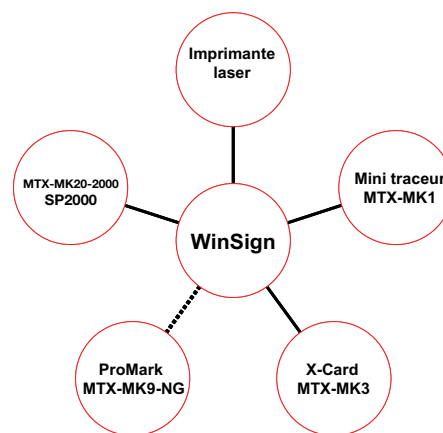 Imprimante
laser
MTX-MK20-2000
SP2000
Mini traceur
MTX-MK1
WinSign
ProMark
MTX-MK9-NG
X-Card
MTX-MK3